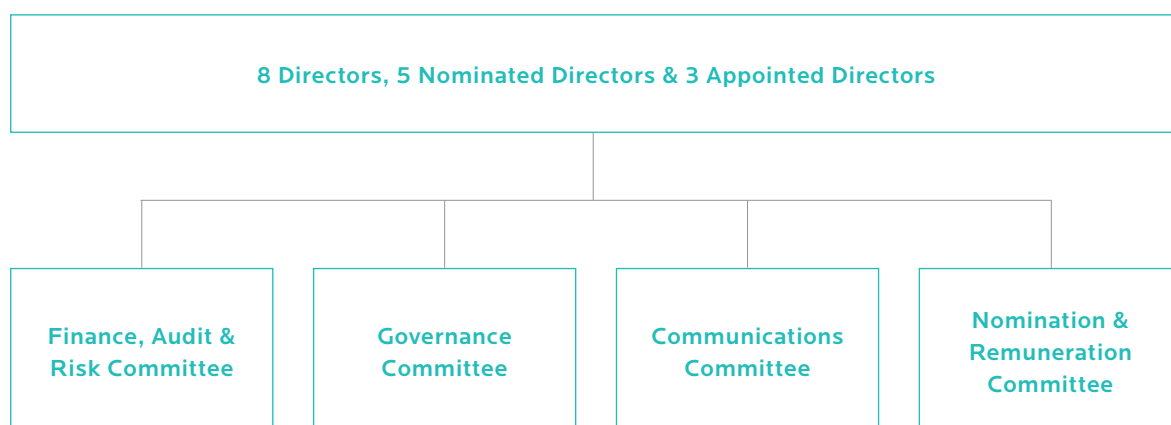 8 Directors, 5 Nominated Directors & 3 Appointed Directors
Finance, Audit &
Risk Committee
Governance
Committee
Communications
Committee
Nomination &
Remuneration
Committee